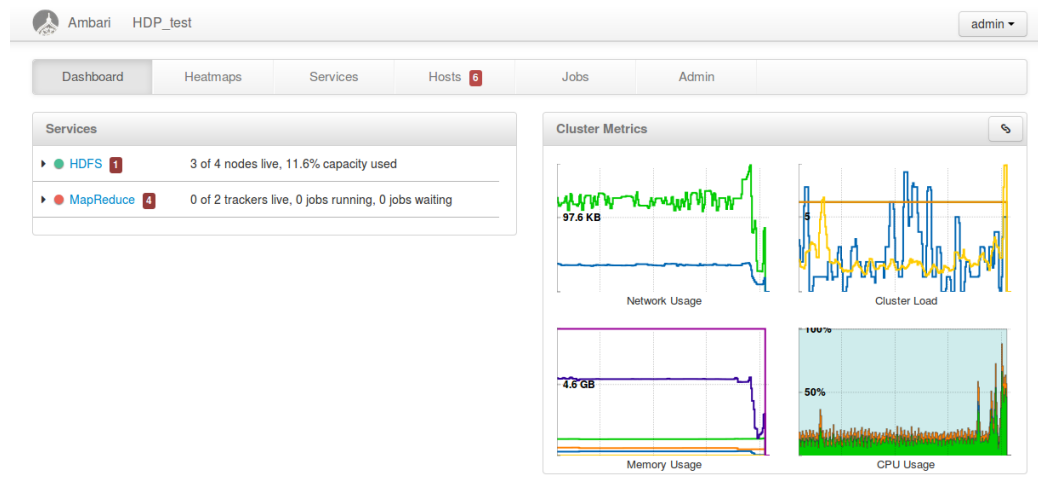 Ambari HDP_test admin
Dashboard Heatmaps Services Hosts 6 Jobs Admin
Services
HDFS 1 3 of 4 nodes live, 11.6% capacity used
MapReduce 4 0 of 2 trackers live, 0 jobs running, 0 jobs waiting
Cluster Metrics
97.6 KB
Network Usage
5
Cluster Load
4.6 GB
Memory Usage
100%
50%
CPU Usage